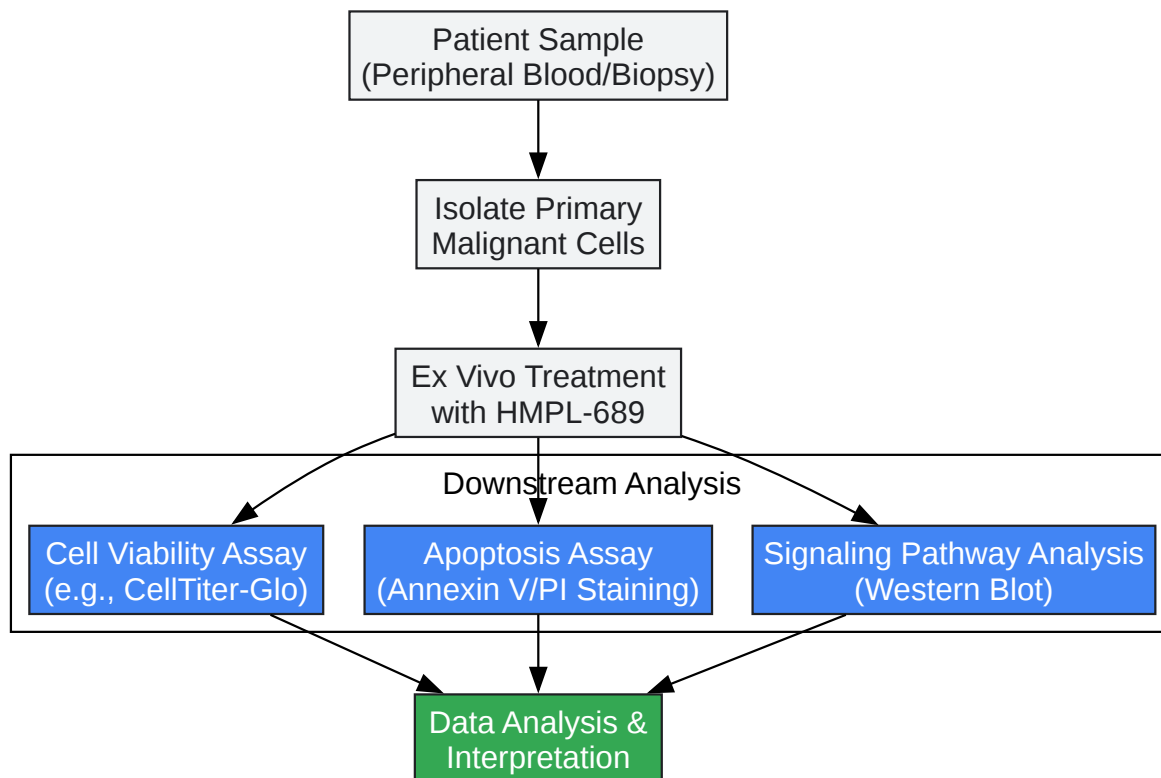 Patient Sample
(Peripheral Blood/Biopsy)
Isolate Primary
Malignant Cells
Ex Vivo Treatment
with HMPL-689
Downstream Analysis
Cell Viability Assay
(e.g., CellTiter-Glo)
Apoptosis Assay
(Annexin V/PI Staining)
Signaling Pathway Analysis
(Western Blot)
Data Analysis &
Interpretation